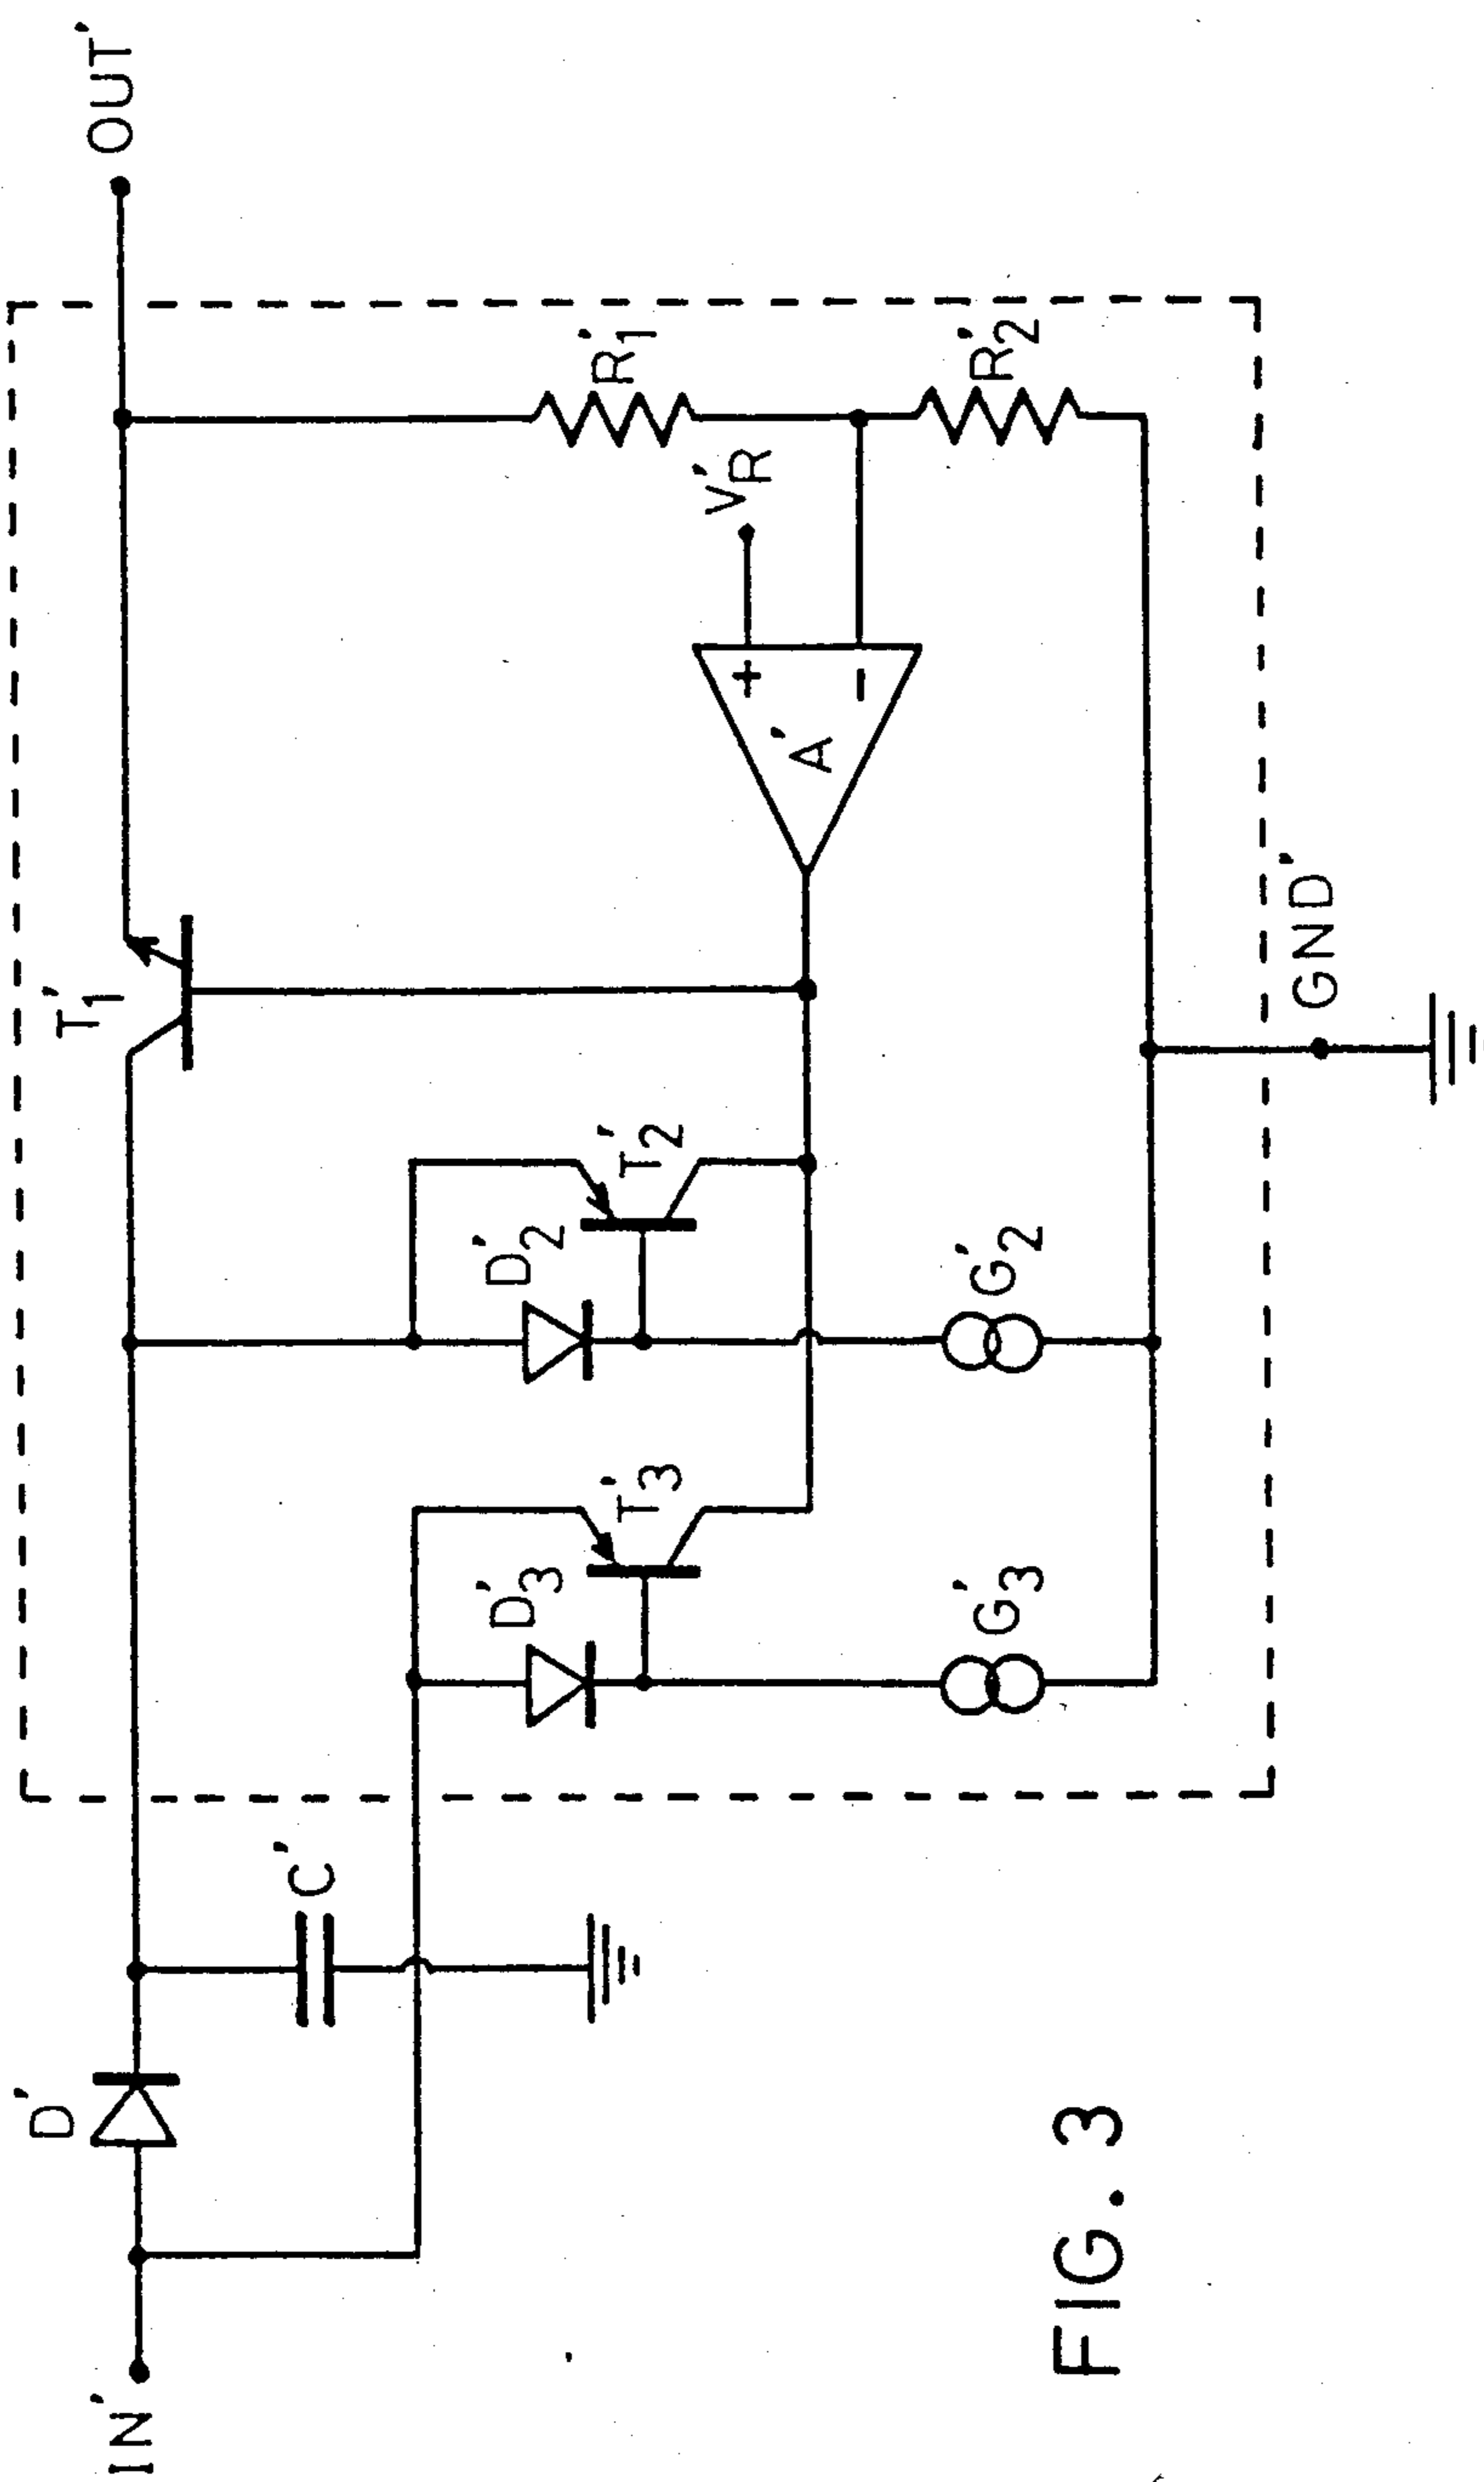 IN'
D'
C'
D'3
T'3
G'3
D'2
T'2
G'2
T'1
A'
+
-
V'R
R'1
R'2
OUT'
GND'
FIG. 3